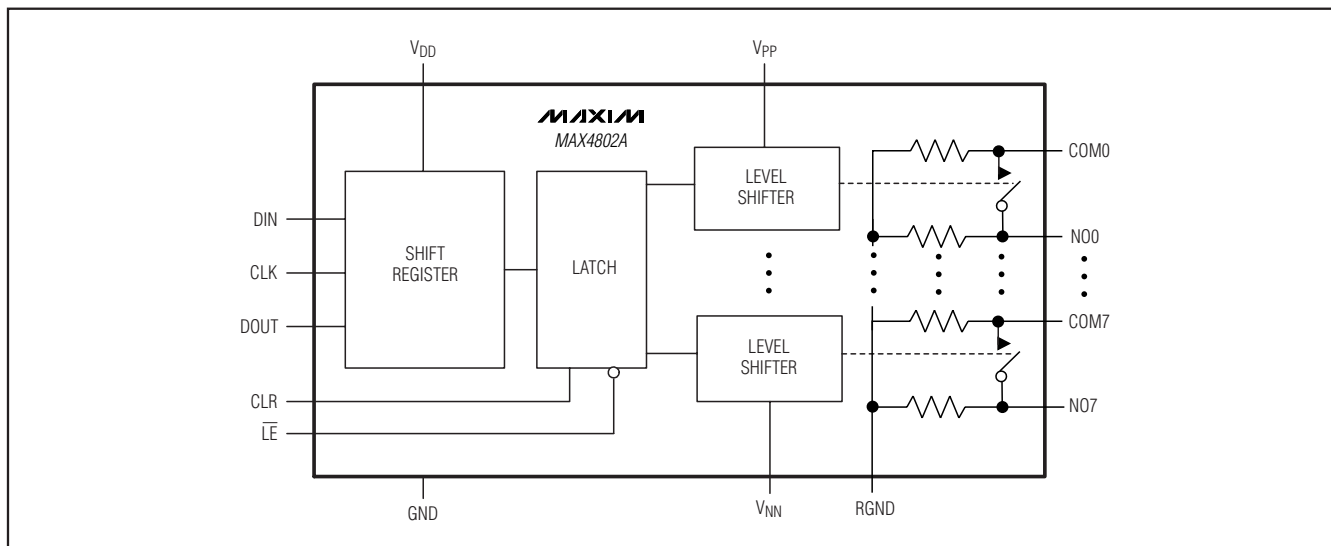 VDD
VPP
MAXIM
MAX4802A
COM0
LEVEL
SHIFTER
DIN
NO0
SHIFT
REGISTER
LATCH
CLK
DOUT
COM7
LEVEL
SHIFTER
CLR
NO7
LE
GND
VNN
RGND